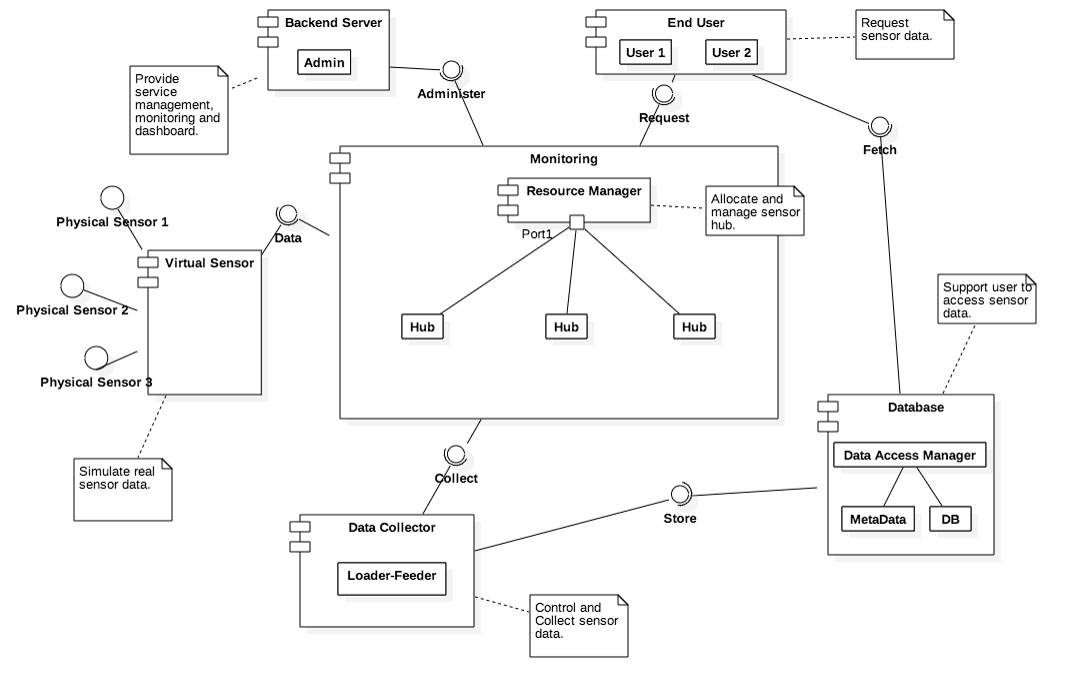 Backend Server
Admin
End User
User 1
User 2
Request
sensor data.
Provide
service
management,
monitoring and
dashboard.
Administer
Request
Fetch
Monitoring
Resource Manager
Port1
Allocate and
manage sensor
hub.
Hub
Hub
Hub
Physical Sensor 1
Physical Sensor 2
Physical Sensor 3
Data
Virtual Sensor
Support user to
access sensor
data.
Simulate real
sensor data.
Collect
Store
Database
Data Access Manager
MetaData
DB
Data Collector
Loader-Feeder
Control and
Collect sensor
data.